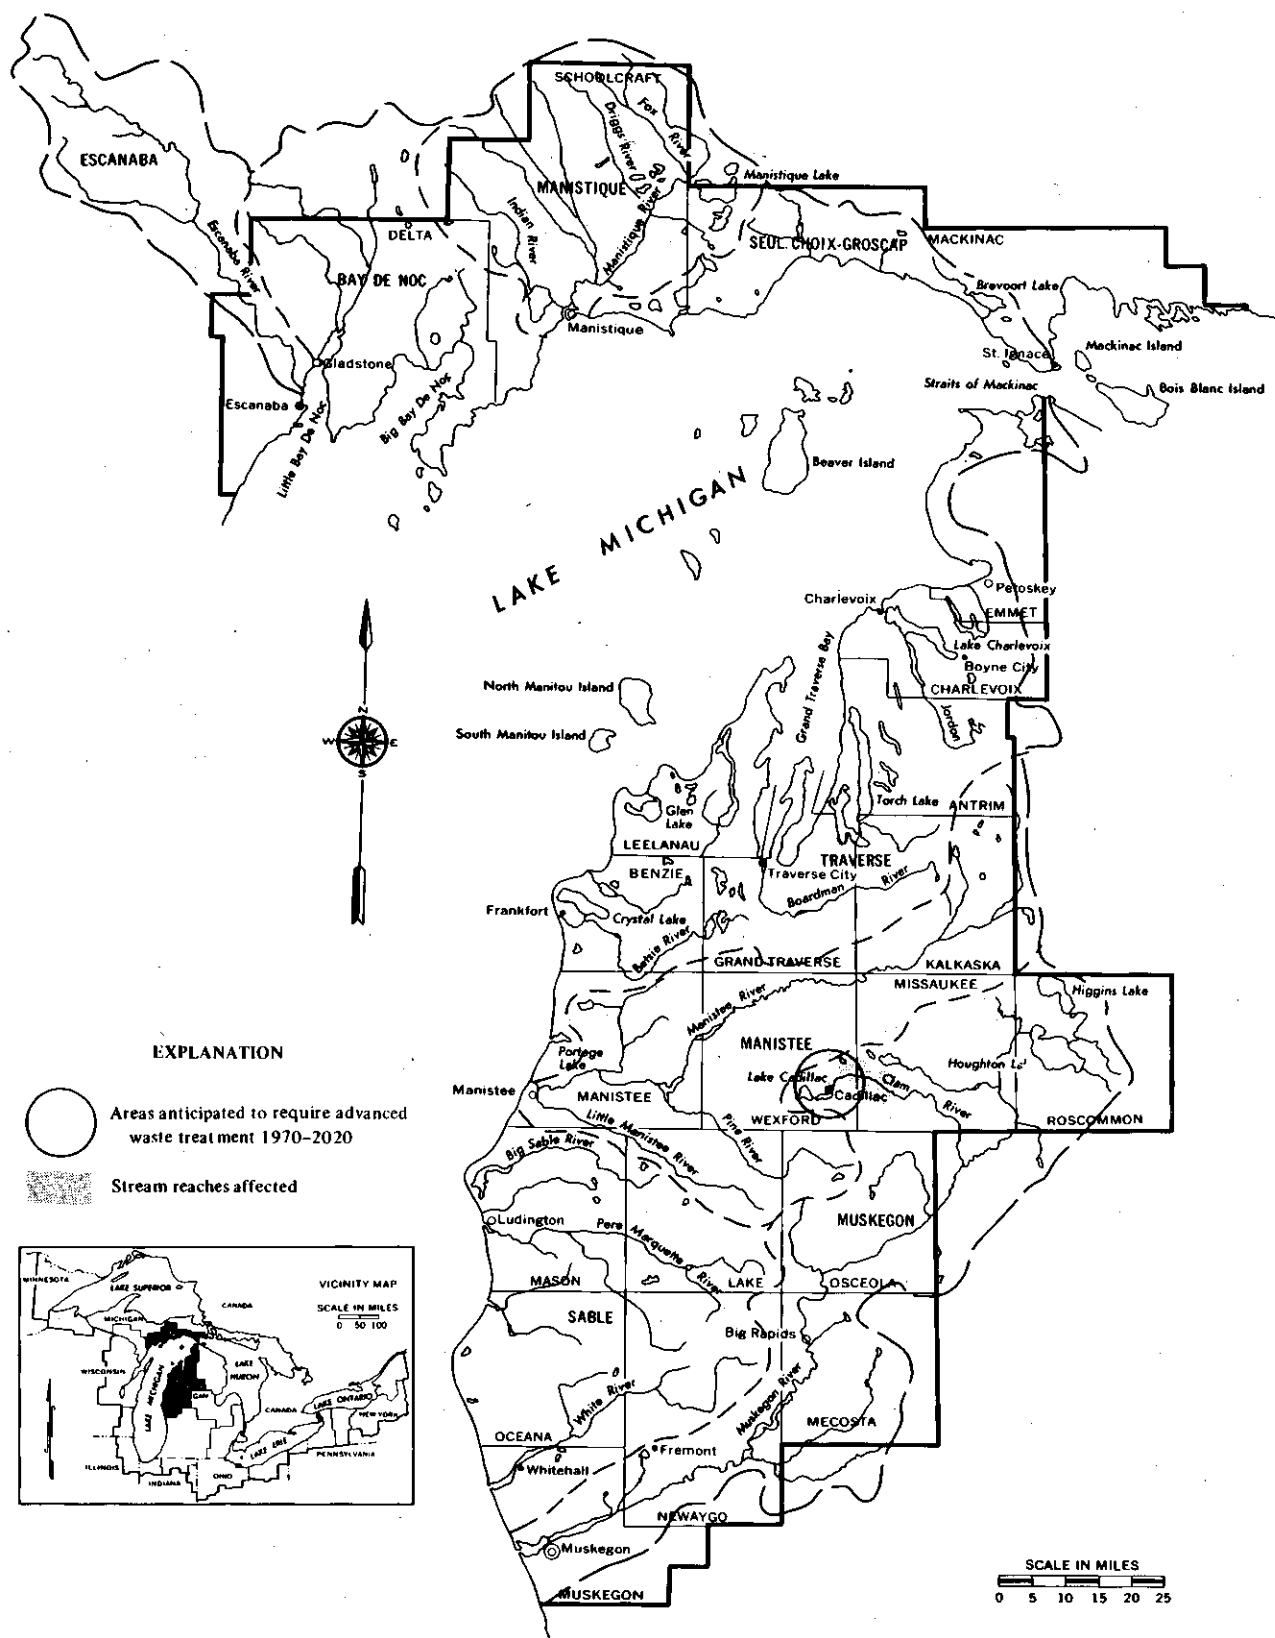 SCHOOLCRAFT
Fox
River
Driggs River
ESCANABA
MANISTIQUE
Manistique Lake
Indian River
Manistique River
DELTA
SEUL CHOIX-GROSCAP
MACKINAC
Escanaba River
BAY DE NOC
Brevoort Lake
Manistique
St. Ignace
Mackinac Island
Gladstone
Straits of Mackinac
Bois Blanc Island
Escanaba
Big Bay De Noc
Little Bay De Noc
Beaver Island
LAKE MICHIGAN
Petoskey
Charlevoix
EMMET
Lake Charlevoix
Boyne City
Grand Traverse Bay
CHARLEVOIX
North Manitou Island
Jordon
South Manitou Island
N
W
E
S
Torch Lake
ANTRIM
Glen
Lake
LEELANAU
TRAVERSE
BENZIE
Traverse City
Boardman River
Frankfort
Crystal Lake
Betsie River
GRAND TRAVERSE
KALKASKA
MISSAUKEE
Higgins Lake
Manistee River
MANISTEE
Portage
Lake
Houghton
Lake Cadillac
Clam
River
Cadillac
Manistee
MANISTEE
WEXFORD
ROSCOMMON
Little Manistee River
Pine River
Big Sable River
EXPLANATION
Areas anticipated to require advanced
waste treatment 1970–2020
Stream reaches affected
Ludington
Pere Marquette
River
MUSKEGON
MASON
LAKE
OSCEOLA
SABLE
Big Rapids
White River
Muskegon River
MECOSTA
OCEANA
Fremont
Whitehall
NEWAYGO
Muskegon
MUSKEGON
VICINITY MAP
SCALE IN MILES
0 50 100
MINNESOTA
LAKE SUPERIOR
CANADA
MICHIGAN
WISCONSIN
LAKE MICHIGAN
LAKE
HURON
GAN
CANADA
LAKE ONTARIO
NEW YORK
LAKE ERIE
PENNSYLVANIA
ILLINOIS
INDIANA
OHIO
SCALE IN MILES
0 5 10 15 20 25